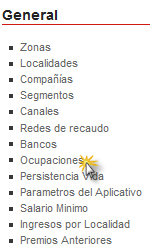 General
Zonas
Localidades
Compañías
Segmentos
Canales
Redes de recaudo
Bancos
Ocupaciones
Persistencia Vida
Parametros del Aplicativo
Salario Minimo
Ingresos por Localidad
Premios Anteriores